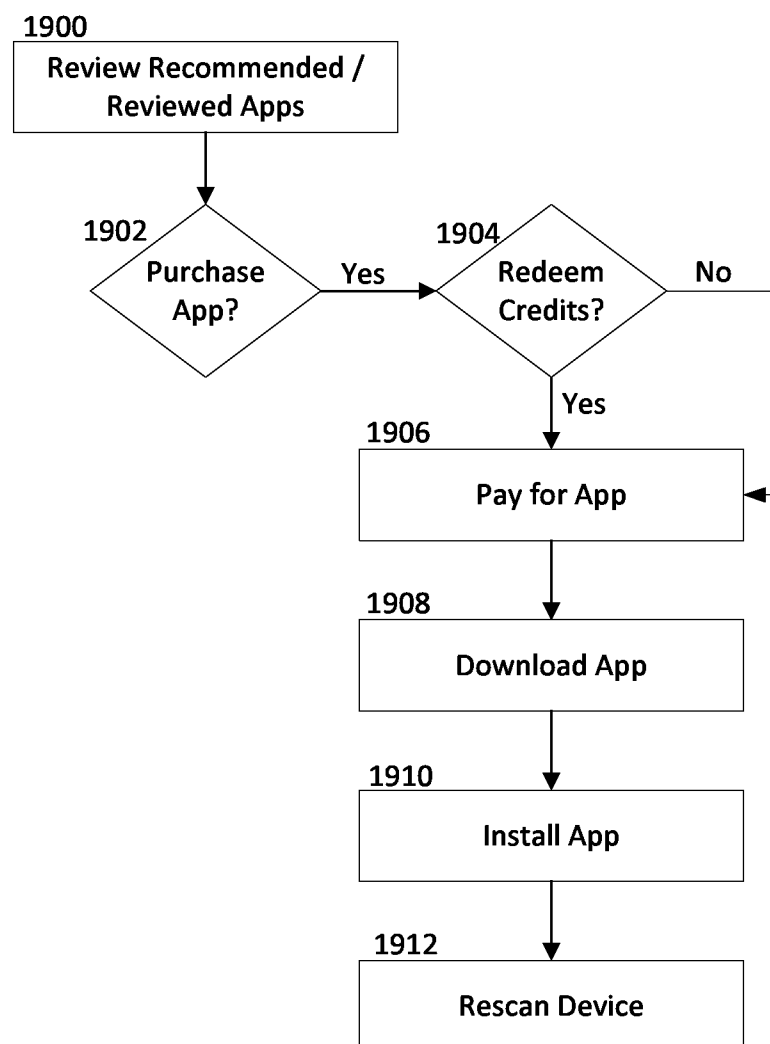 1900
Review Recommended /
Reviewed Apps
1902
Purchase
App?
Yes
1904
Redeem
Credits?
No
Yes
1906
Pay for App
1908
Download App
1910
Install App
1912
Rescan Device